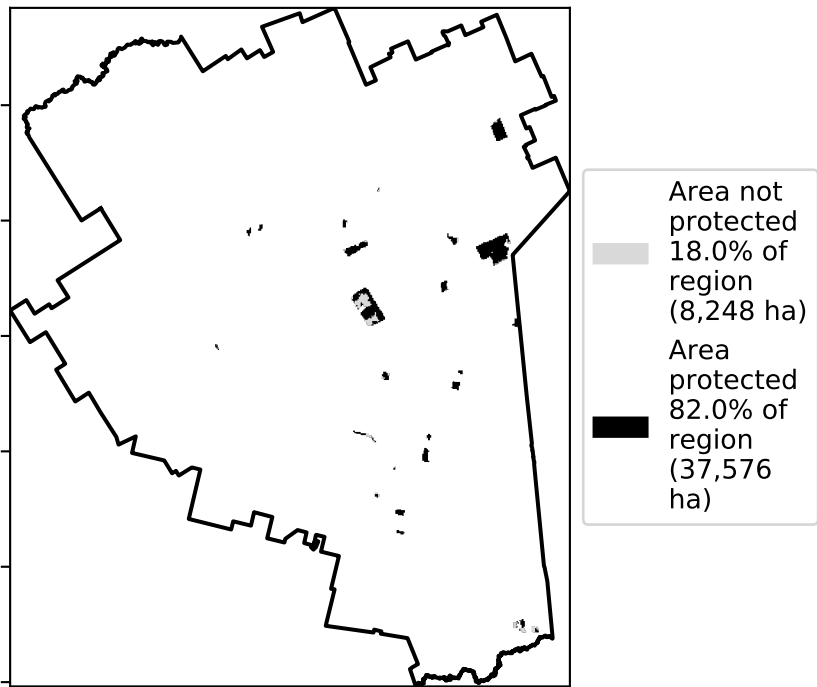 Area not
protected
18.0% of
region
(8,248 ha)
Area
protected
82.0% of
region
(37,576
ha)